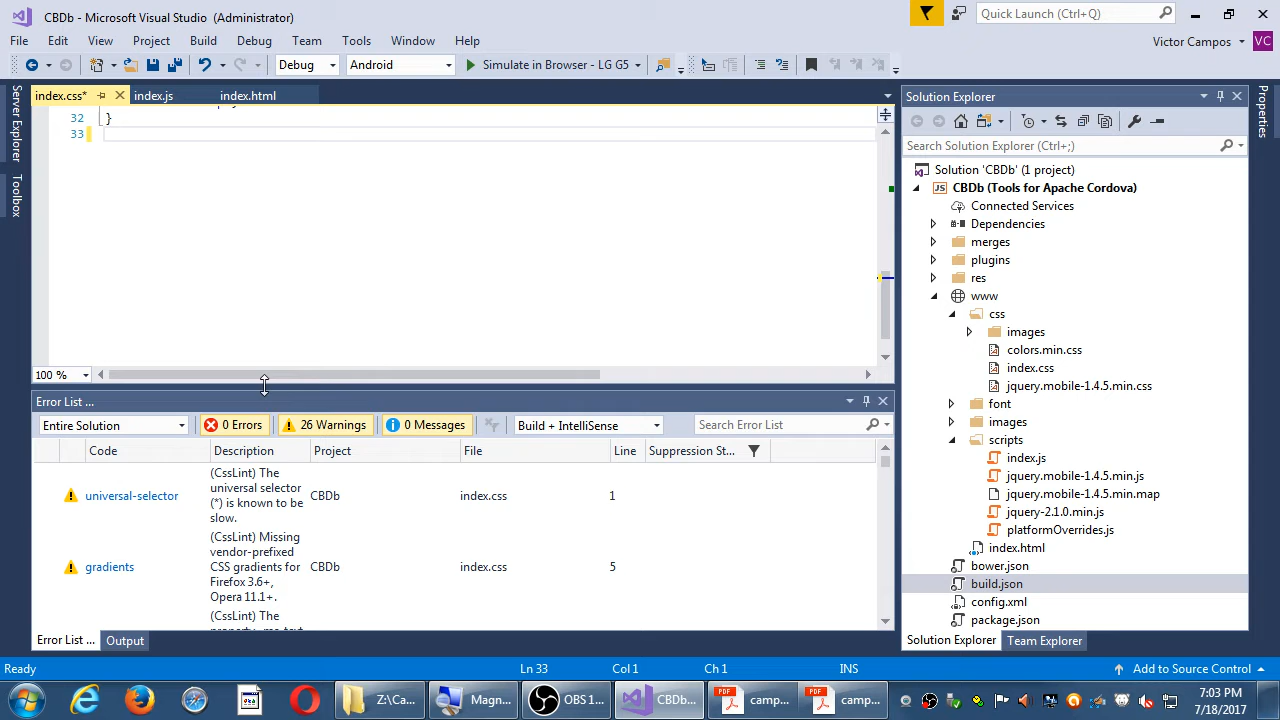 CBDb - Microsoft Visual Studio (Administrator)
Quick Launch (Ctrl+Q)
File Edit View Project Build Debug Team Tools Window Help
Victor Campos VC
Debug Android Simulate in Browser - LG G5
index.css* index.js index.html
Server Explorer
Toolbox
32 }
33
100 %
Error List ...
Entire Solution 0 Errors 26 Warnings 0 Messages Build + IntelliSense Search Error List
Code Description Project File Line Suppression St...
universal-selector (CssLint) The universal selector (*) is known to be slow. CBDb index.css 1
gradients (CssLint) Missing vendor-prefixed CSS gradients for Firefox 3.6+, Opera 11.1+. CBDb index.css 5
(CssLint) The
Error List ... Output
Solution Explorer
Search Solution Explorer (Ctrl+;)
Solution 'CBDb' (1 project)
JS CBDb (Tools for Apache Cordova)
Connected Services
Dependencies
merges
plugins
res
www
css
images
colors.min.css
index.css
jquery.mobile-1.4.5.min.css
font
images
scripts
index.js
jquery.mobile-1.4.5.min.js
jquery.mobile-1.4.5.min.map
jquery-2.1.0.min.js
platformOverrides.js
index.html
bower.json
build.json
config.xml
package.json
Solution Explorer Team Explorer
Properties
Ready Ln 33 Col 1 Ch 1 INS Add to Source Control
Z:\Ca... Magn... OBS 1... CBDb... PDF camp... PDF camp...
7:03 PM
7/18/2017